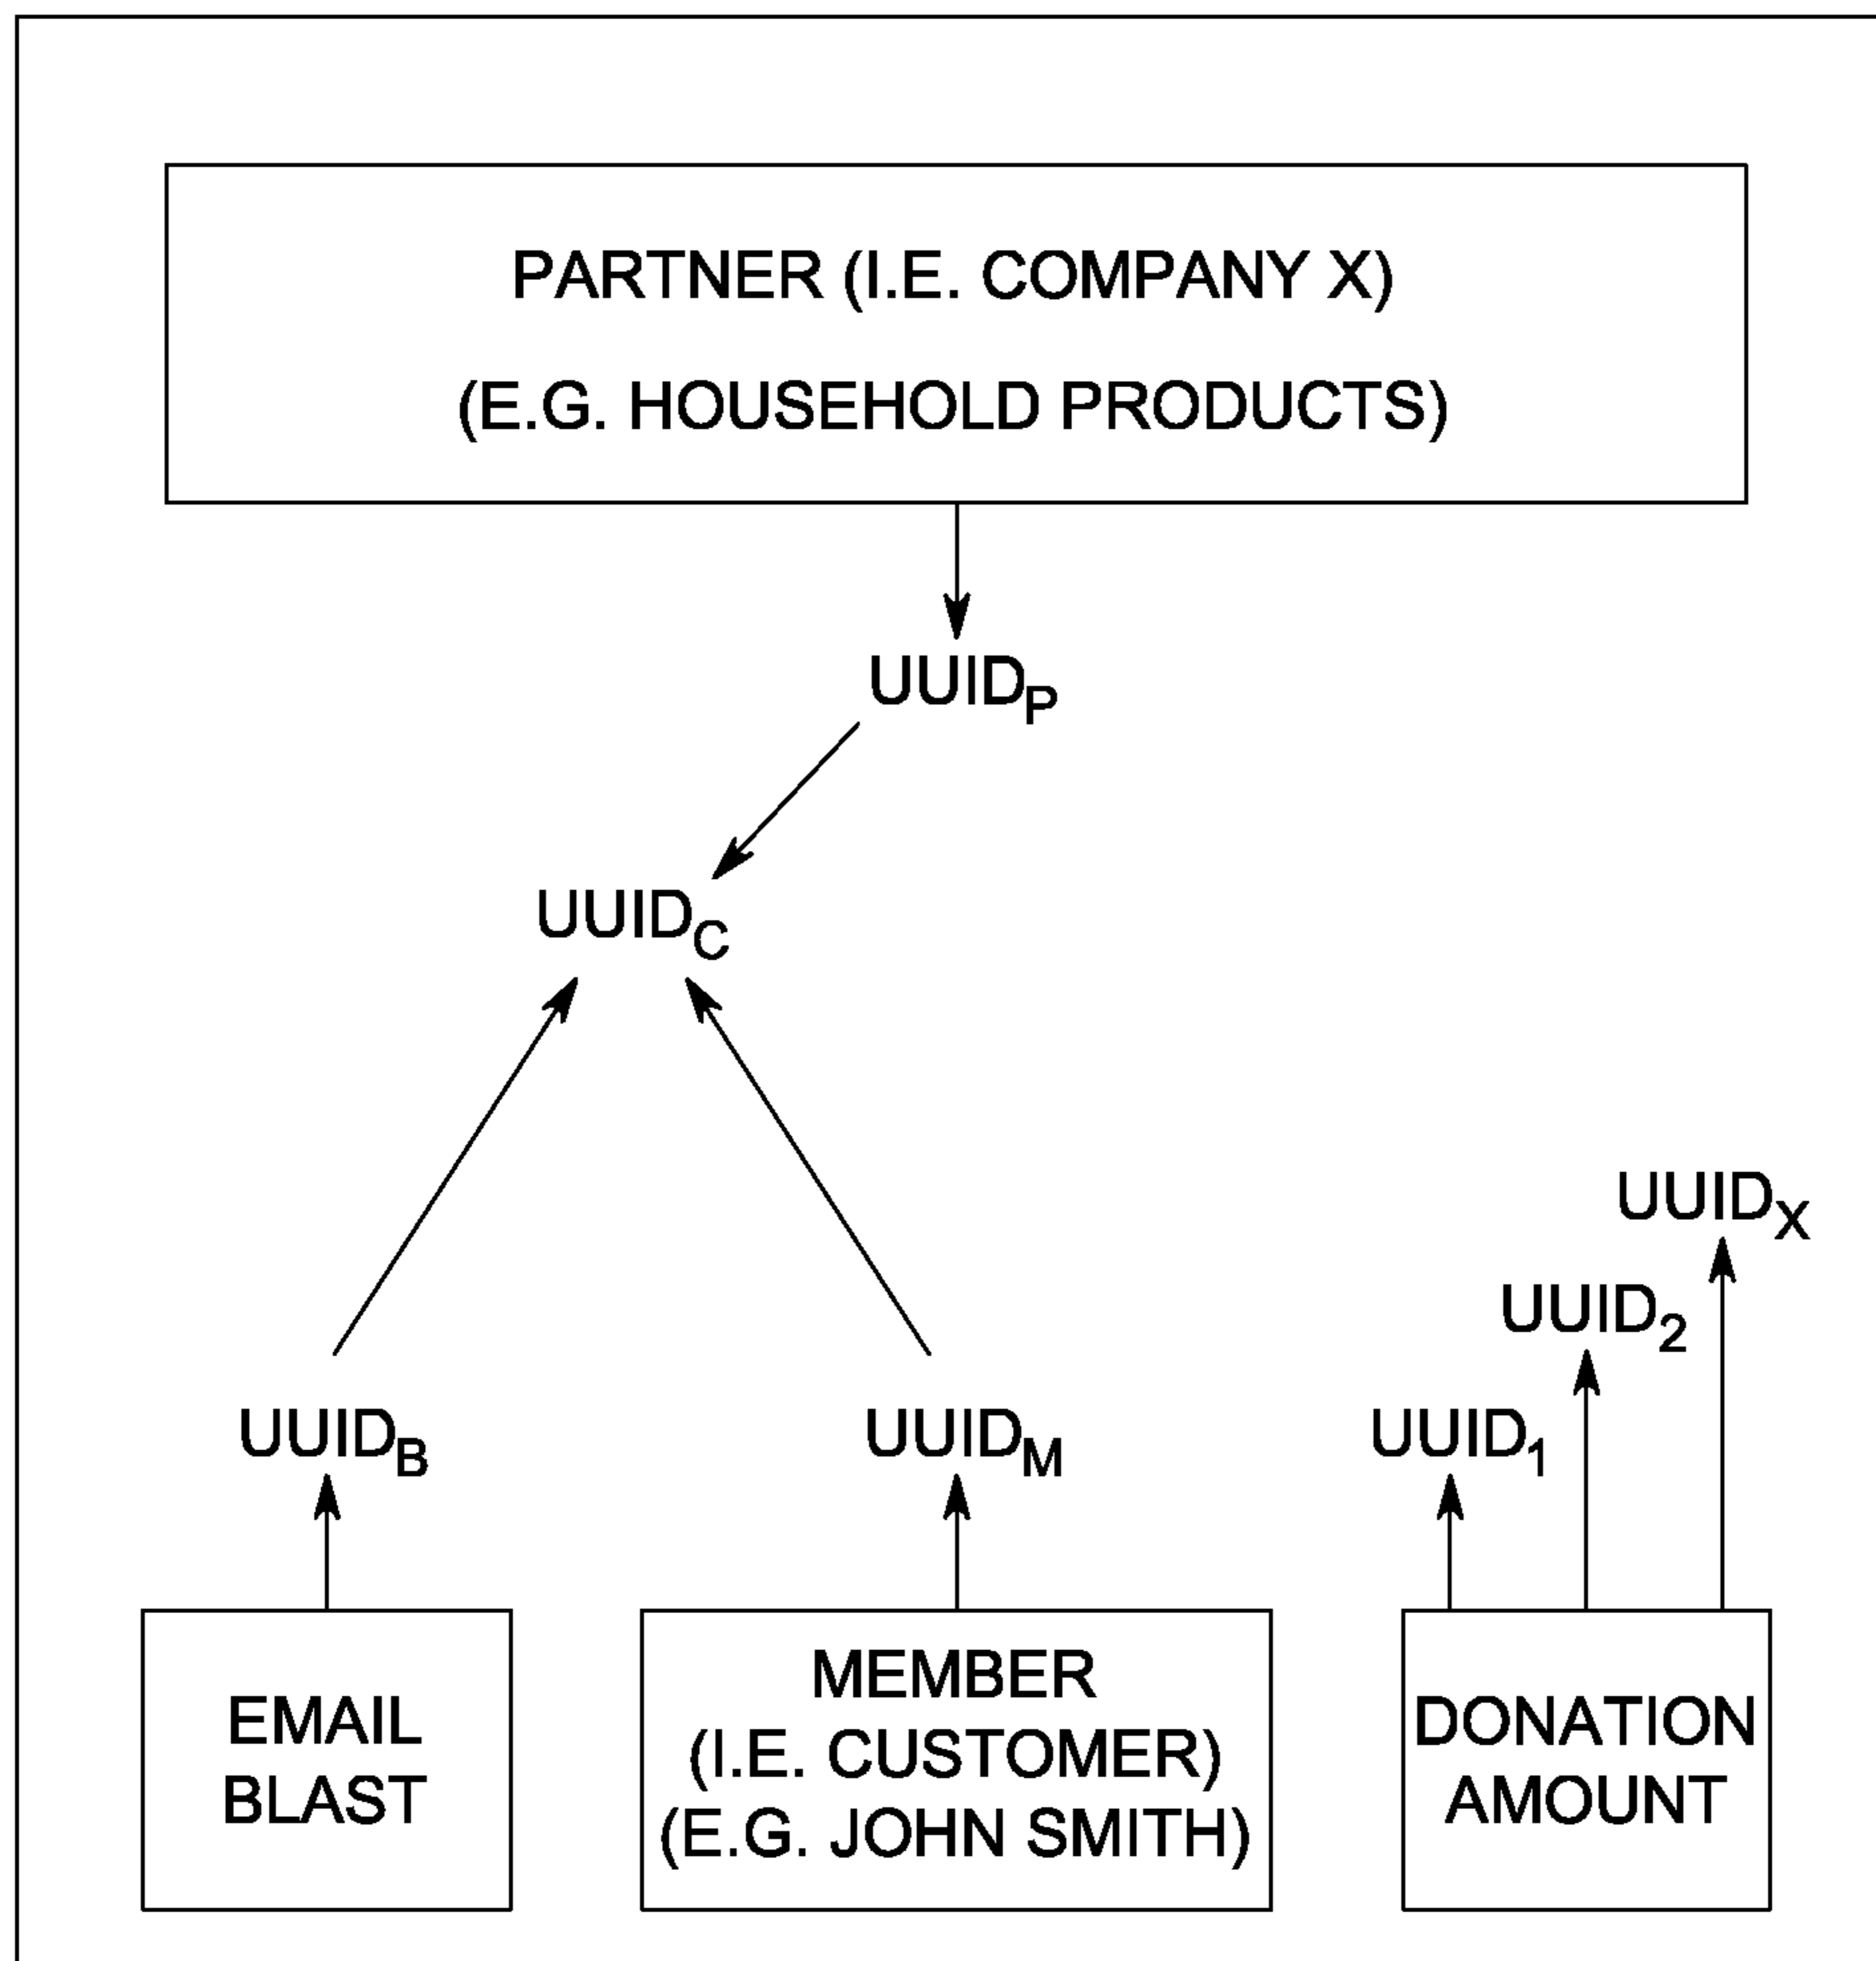 PARTNER (I.E. COMPANY X)
(E.G. HOUSEHOLD PRODUCTS)
UUIDP
UUIDC
UUIDX
UUID2
UUIDB
UUIDM
UUID1
EMAIL
BLAST
MEMBER
(I.E. CUSTOMER)
(E.G. JOHN SMITH)
DONATION
AMOUNT